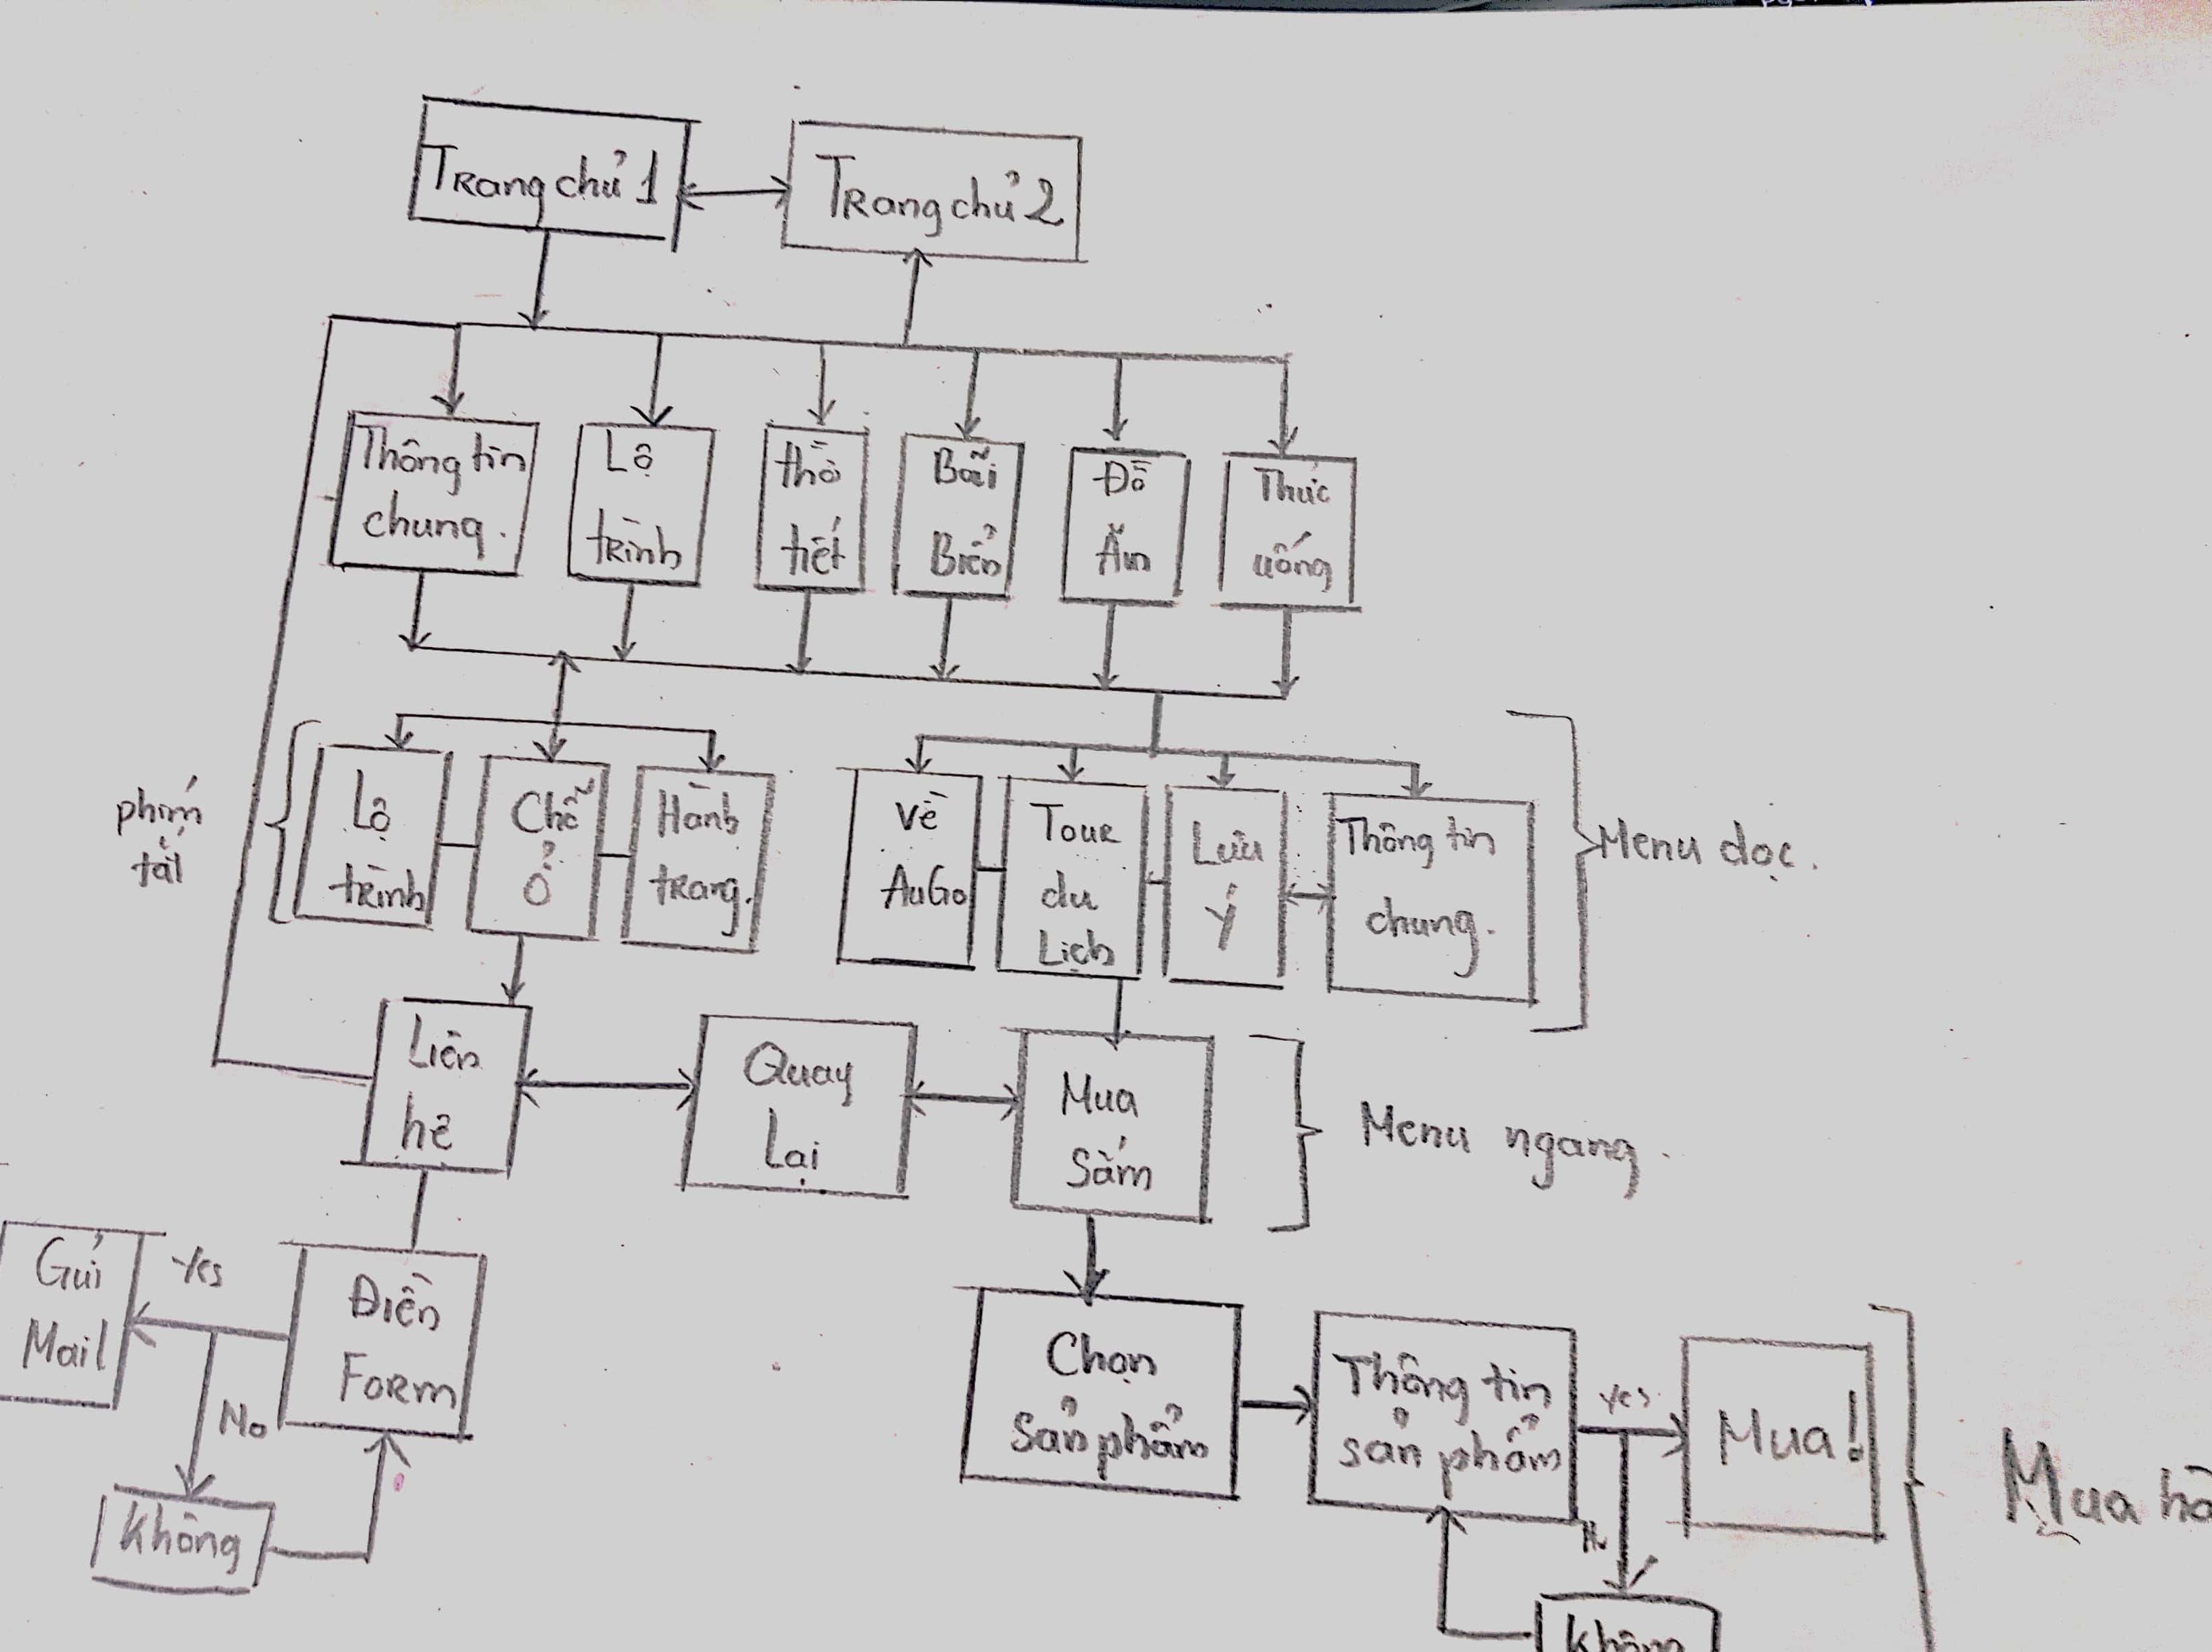 Trang chủ 1
Trang chủ 2
Thông tin
chung.
Lộ
trình
thời
tiết
Bãi
Biển
Đồ
Ăn
Thức
uống
phím
tắt
Lộ
trình
Chỗ
ở
Hành
trang.
Về
AuGo
Tour
du
Lịch
Lưu
ý
Thông tin
chung.
Menu dọc.
Liên
hệ
Quay
Lại
Mua
Sắm
Menu ngang.
Gửi
Mail
Yes
No
Điền
Form
Không
Chọn
Sản phẩm
Thông tin
sản phẩm
Yes
Mua!
Mua
Không